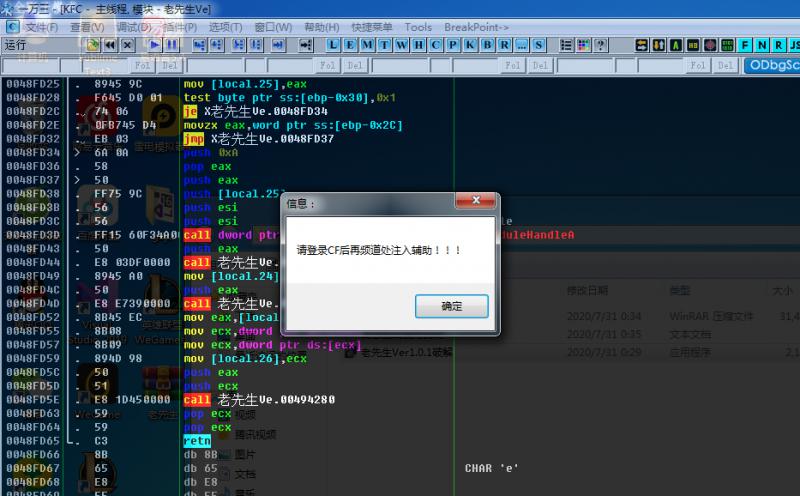 一万三 - [KFC - 主线程, 模块 - 老先生Ve]
文件(F) 查看(V) 调试(D) 插件(P) 选项(T) 窗口(W) 帮助(H) 快捷菜单 Tools BreakPoint->
运行 L E M T W H C P K B R ... S F N R JS
Fol Del Fol Del Fol Del Fol Del ODbgSc
0048FD25 . 8945 9C mov [local.25],eax
0048FD28 . F645 D0 01 test byte ptr ss:[ebp-0x30],0x1
0048FD2C . 74 06 je X老先生Ve.0048FD34
0048FD2E . 0FB745 D4 movzx eax,word ptr ss:[ebp-0x2C]
0048FD32 . EB 03 jmp X老先生Ve.0048FD37
0048FD34 > 6A 0A push 0xA
0048FD36 . 58 pop eax
0048FD37 > 50 push eax
0048FD38 . FF75 9C push [local.25]
0048FD3B . 56 push esi
0048FD3C . 56 push esi
0048FD3D . FF15 60F34A00 call dword ptr duleHandleA
0048FD43 . 50 push eax
0048FD44 . E8 03DF0000 call 老先生Ve.
0048FD49 . 8945 A0 mov [local.24]
0048FD4C . 50 push eax
0048FD4D . E8 E7390000 call 老先生Ve.
0048FD52 . 8B45 EC mov eax,[loca
0048FD55 . 8B08 mov ecx,dword
0048FD57 . 8B09 mov ecx,dword ptr ds:[ecx]
0048FD59 . 894D 98 mov [local.26],ecx
0048FD5C . 50 push eax
0048FD5D . 51 push ecx
0048FD5E . E8 1D450000 call 老先生Ve.00494280
0048FD63 . 59 pop ecx
0048FD64 . 59 pop ecx
0048FD65 . C3 retn
0048FD66 8B db 8B
0048FD67 65 db 65 CHAR 'e'
0048FD68 E8 db E8
信息：
请登录CF后再频道处注入辅助！！！
确定
修改日期 类型 大小
2020/7/31 0:34 WinRAR 压缩文件 31,4
2020/7/31 0:35 文本文档
老先生Ver1.0.1破解 2020/7/31 0:29 应用程序 2,1
视频
腾讯视频
图片
文档
音乐
雷电模拟器
英雄联盟
WeGame
WeGame
老先生